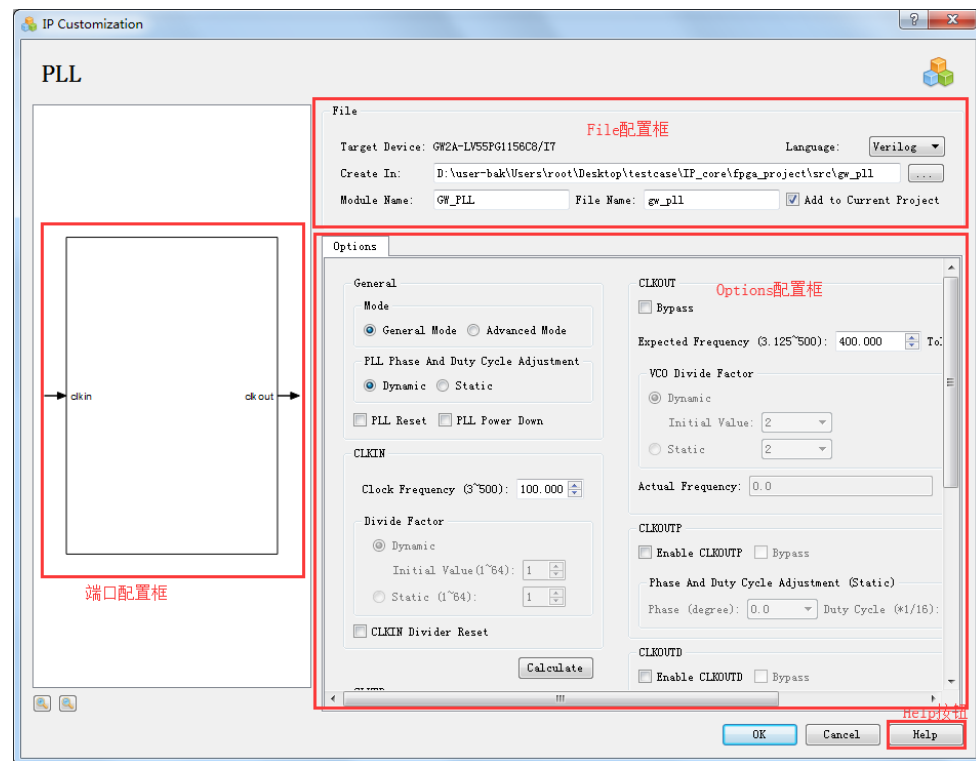 IP Customization
PLL
File
File配置框
Target Device: GW2A-LV55PG1156C8/I7 Language: Verilog
Create In: D:\user-bak\Users\root\Desktop\testcase\IP_core\fpga_project\src\gw_pll ...
Module Name: GW_PLL File Name: gw_pll Add to Current Project
Options
Options配置框
General
Mode
General Mode Advanced Mode
PLL Phase And Duty Cycle Adjustment
Dynamic Static
PLL Reset PLL Power Down
CLKIN
Clock Frequency (3~500): 100.000
Divide Factor
Dynamic
Initial Value(1~64): 1
Static (1~64): 1
CLKIN Divider Reset
Calculate
CLKOUT
Bypass
Expected Frequency (3.125~500): 400.000
VCO Divide Factor
Dynamic
Initial Value: 2
Static 2
Actual Frequency: 0.0
CLKOUTP
Enable CLKOUTP Bypass
Phase And Duty Cycle Adjustment (Static)
Phase (degree): 0.0 Duty Cycle (*1/16):
CLKOUTD
Enable CLKOUTD Bypass
clkin clkout
端口配置框
Help按钮
OK Cancel Help